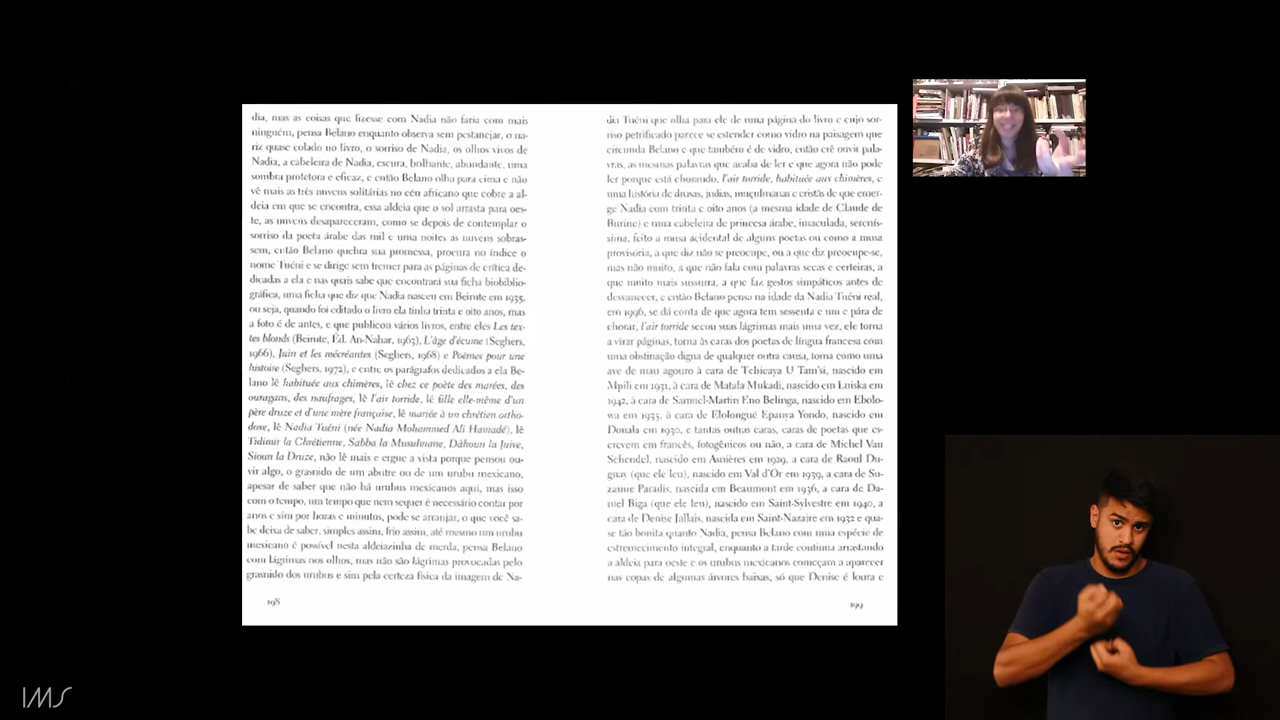 dia, mas as coisas que fizesse com Nadia não faria com mais
ninguém, pensa Belano enquanto observa sem pestanejar, o na-
riz quase colado no livro, o sorriso de Nadia, os olhos vivos de
Nadia, a cabeleira de Nadia, escura, brilhante, abundante, uma
sombra protetora e eficaz, e então Belano olha para cima e não
vê mais as três nuvens solitárias no céu africano que cobre a al-
deia em que se encontra, essa aldeia que o sol arrasta para oes-
te, as nuvens desapareceram, como se depois de contemplar o
sorriso da poeta árabe das mil e uma noites as nuvens sobras-
sem, então Belano quebra sua promessa, procura no índice o
nome Tuéni e se dirige sem tremer para as páginas de crítica de-
dicadas a ela e nas quais sabe que encontrará sua ficha biobiblio-
gráfica, uma ficha que diz que Nadia nasceu em Beirute em 1935,
ou seja, quando foi editado o livro ela tinha trinta e oito anos, mas
a foto é de antes, e que publicou vários livros, entre eles Les tex-
tes blonds (Beirute, Éd. An-Nahar, 1963), L'âge d'écume (Seghers,
1966), Juin et les mécréantes (Seghers, 1968) e Poèmes pour une
histoire (Seghers, 1972), e entre os parágrafos dedicados a ela Be-
lano lê habituée aux chimères, lê chez ce poète des marées, des
ouragans, des naufrages, lê l'air torride, lê fille elle-même d'un
père druze et d'une mère française, lê mariée à un chrétien ortho-
doxe, lê Nadia Tuéni (née Nadia Mohammed Ali Hamadé), lê
Tidimir la Chrétienne, Sabba la Musulmane, Dâhoun la Juive,
Sioun la Druze, não lê mais e ergue a vista porque pensou ou-
vir algo, o grasnido de um abutre ou de um urubu mexicano,
apesar de saber que não há urubus mexicanos aqui, mas isso
com o tempo, um tempo que nem sequer é necessário contar por
anos e sim por horas e minutos, pode se arranjar, o que você sa-
be deixa de saber, simples assim, frio assim, até mesmo um urubu
mexicano é possível nesta aldeiazinha de merda, pensa Belano
com lágrimas nos olhos, mas não são lágrimas provocadas pelo
grasnido dos urubus e sim pela certeza física da imagem de Na-
198
dia Tuéni que olha para ele de uma página do livro e cujo sor-
riso petrificado parece se estender como vidro na paisagem que
circunda Belano e que também é de vidro, então crê ouvir pala-
vras, as mesmas palavras que acaba de ler e que agora não pode
ler porque está chorando, l'air torride, habituée aux chimères, e
uma história de drusas, judias, muçulmanas e cristãs de que emer-
ge Nadia com trinta e oito anos (a mesma idade de Claude de
Burine) e uma cabeleira de princesa árabe, imaculada, sereníс-
sima, feito a musa acidental de alguns poetas ou como a musa
provisória, a que diz não se preocupe, ou a que diz preocupe-se,
mas não muito, a que não fala com palavras secas e certeiras, a
que muito mais sussurra, a que faz gestos simpáticos antes de
desvanecer, e então Belano pensa na idade da Nadia Tuéni real,
em 1996, se dá conta de que agora tem sessenta e um e pára de
chorar, l'air torride secou suas lágrimas mais uma vez, ele torna
a virar páginas, torna às caras dos poetas de língua francesa com
uma obstinação digna de qualquer outra causa, torna como uma
ave de mau agouro à cara de Tchicaya U Tam'si, nascido em
Mpili em 1931, à cara de Matala Mukadi, nascido em Luiska em
1942, à cara de Samuel-Martin Eno Belinga, nascido em Ebolo-
wa em 1935, à cara de Elolongué Epanya Yondo, nascido em
Douala em 1930, e tantas outras caras, caras de poetas que es-
crevem em francês, fotogênicos ou não, a cara de Michel Van
Schendel, nascido em Asnières em 1929, a cara de Raoul Du-
guay (que ele leu), nascido em Val d'Or em 1939, a cara de Su-
zanne Paradis, nascida em Beaumont em 1936, a cara de Da-
niel Biga (que ele leu), nascido em Saint-Sylvestre em 1940, a
cara de Denise Jallais, nascida em Saint-Nazaire em 1932 e qua-
se tão bonita quanto Nadia, pensa Belano com uma espécie de
estremecimento integral, enquanto a tarde continua arrastando
a aldeia para oeste e os urubus mexicanos começam a aparecer
nas copas de algumas árvores baixas, só que Denise é loura e
199
IMS